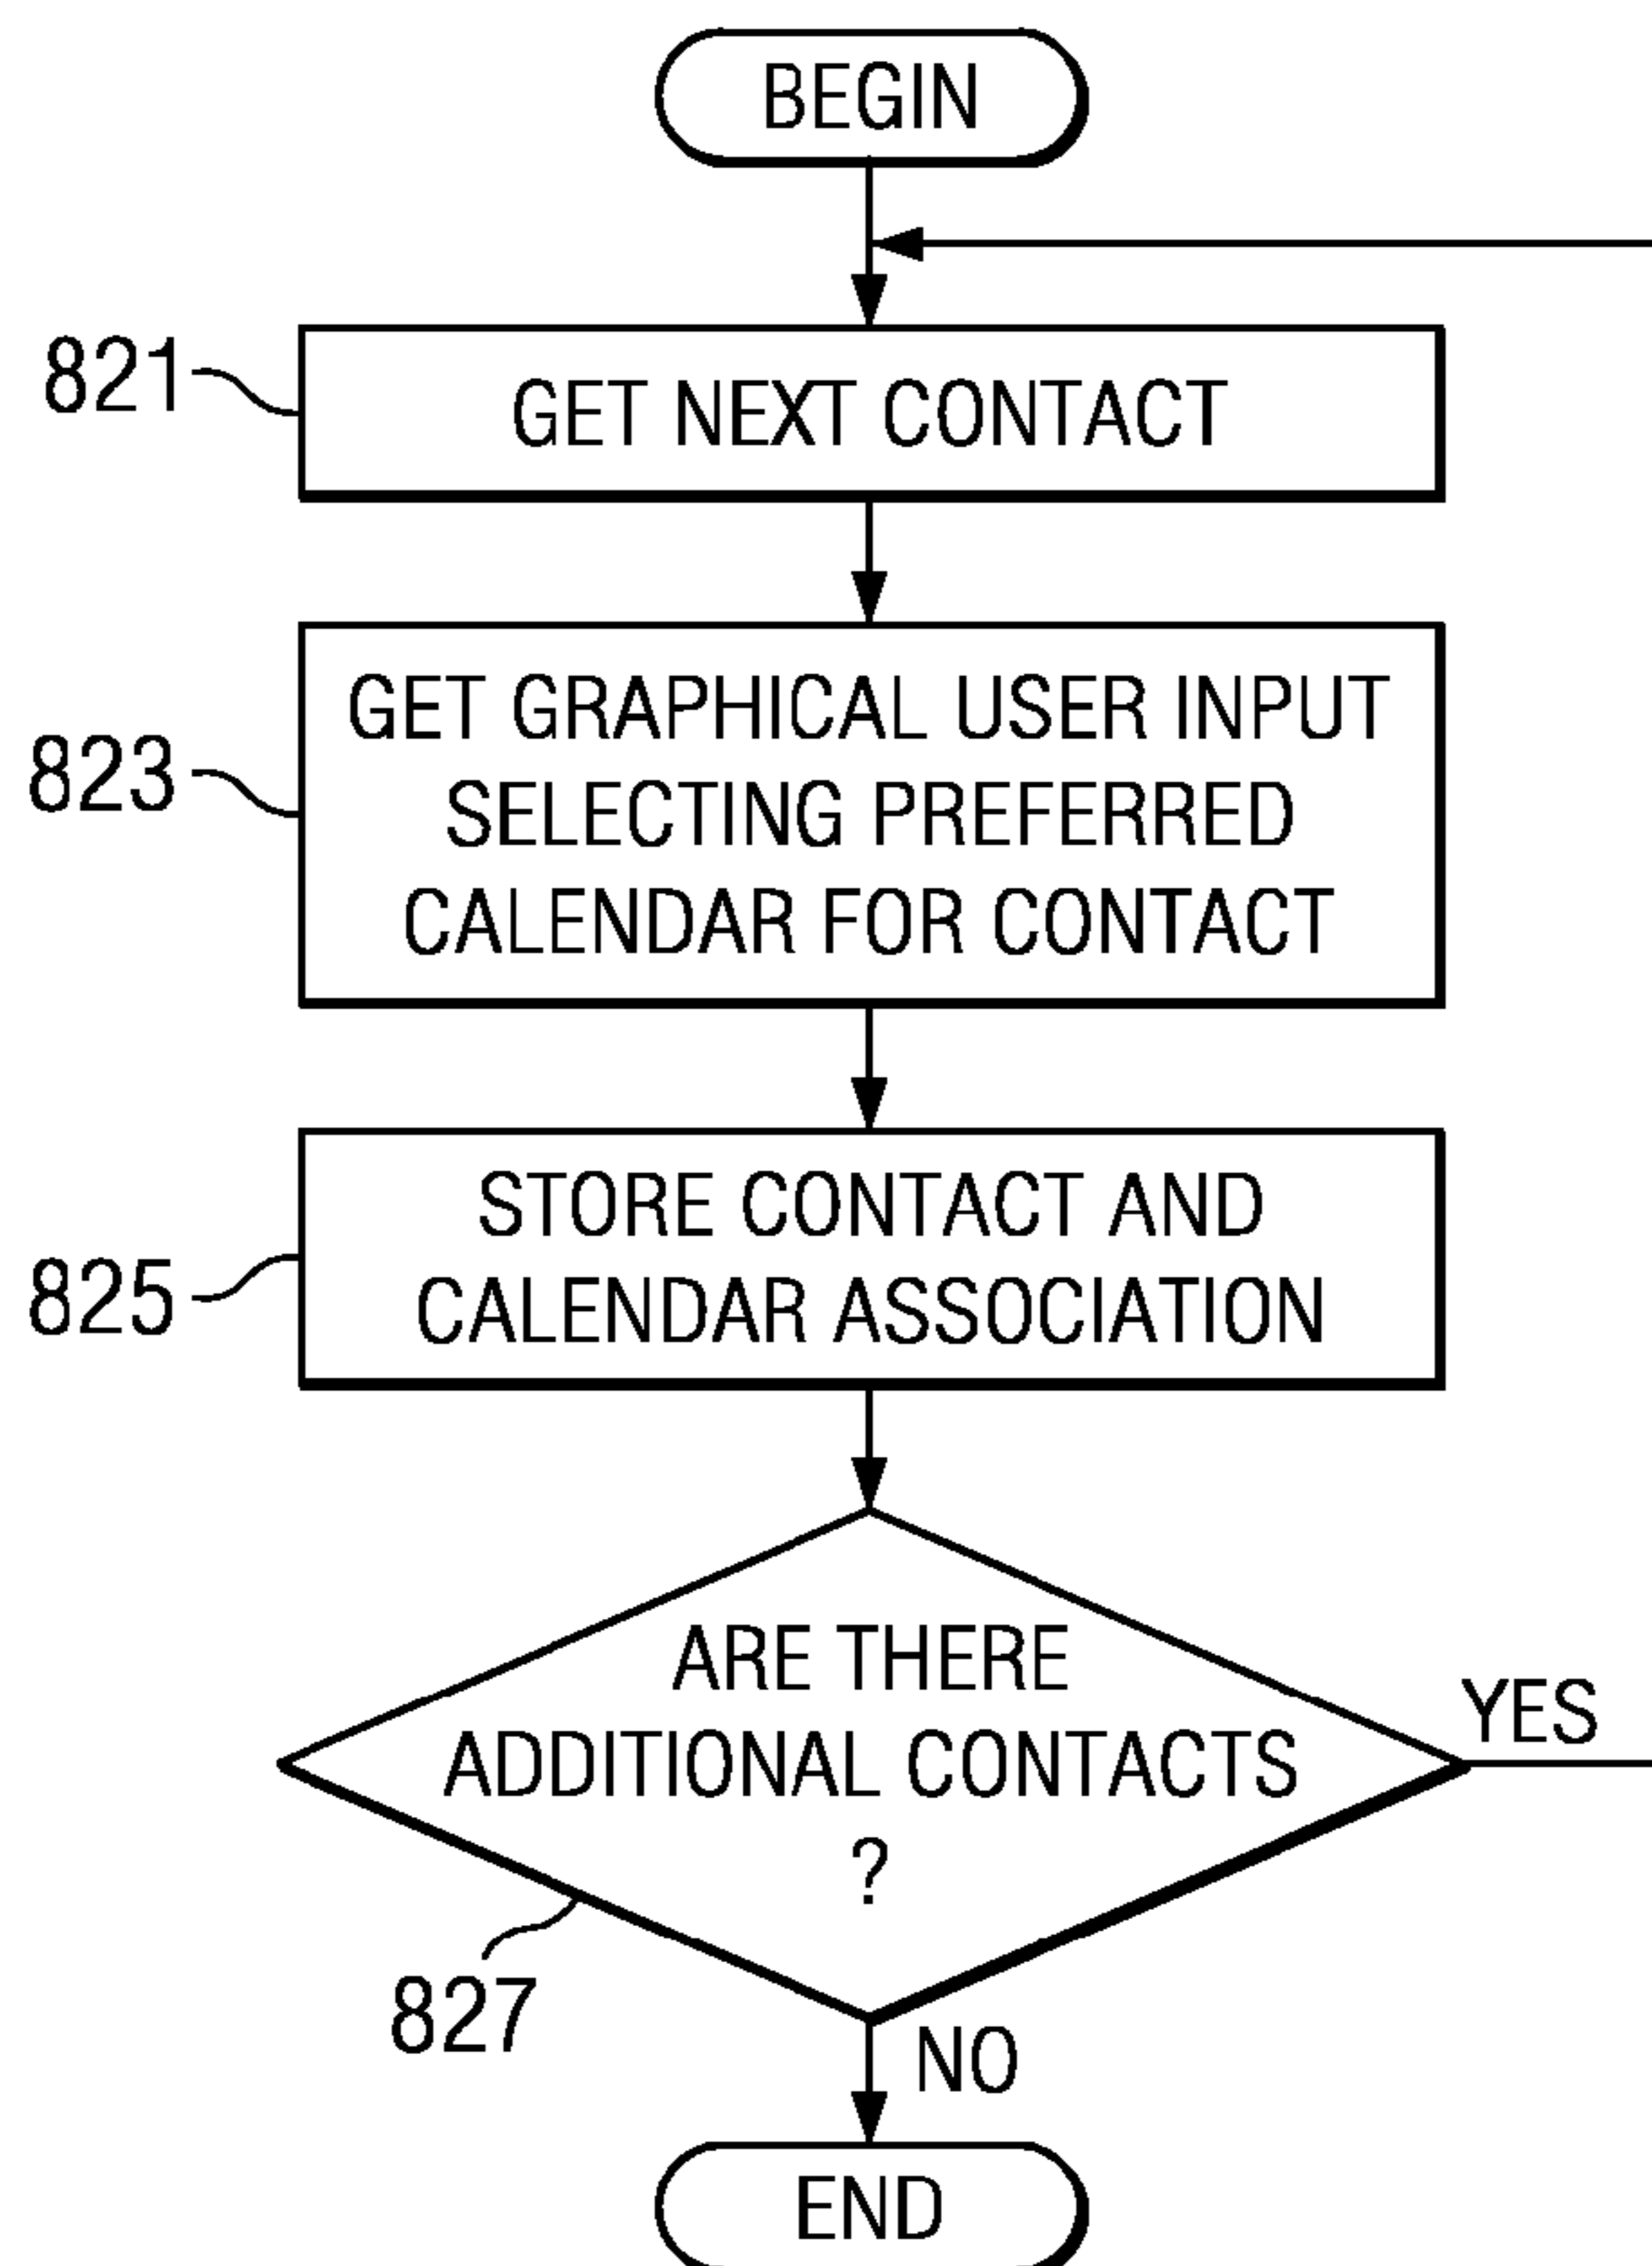 BEGIN
821
GET NEXT CONTACT
823
GET GRAPHICAL USER INPUT
SELECTING PREFERRED
CALENDAR FOR CONTACT
825
STORE CONTACT AND
CALENDAR ASSOCIATION
ARE THERE
ADDITIONAL CONTACTS
?
YES
827
NO
END